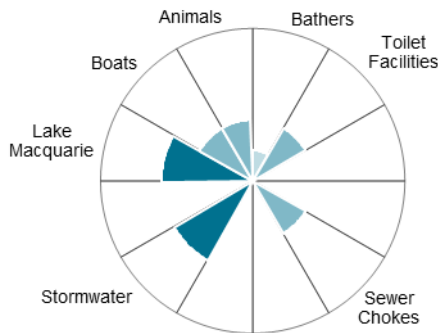 Animals
Bathers
Toilet
Facilities
Boats
Lake
Macquarie
Stormwater
Sewer
Chokes